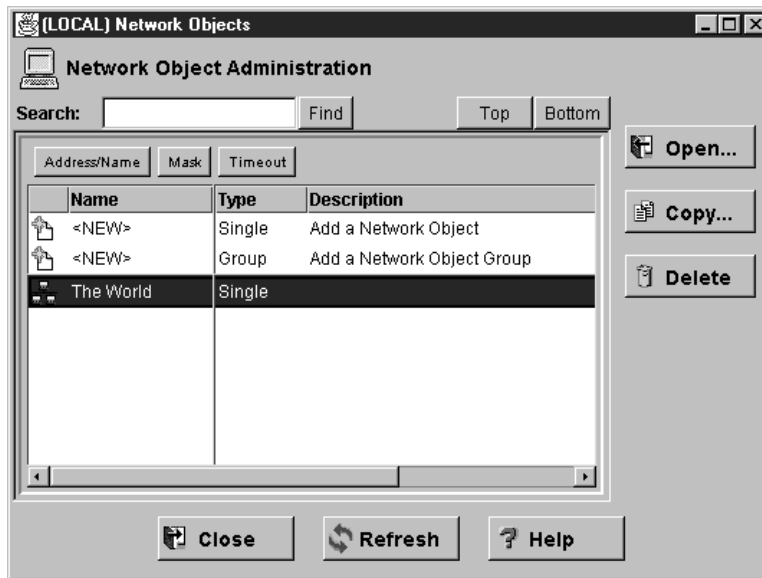 (LOCAL) Network Objects
Network Object Administration
Search: Find Top Bottom
Address/Name Mask Timeout
Name Type Description
<NEW> Single Add a Network Object
<NEW> Group Add a Network Object Group
The World Single
Open...
Copy...
Delete
Close Refresh Help